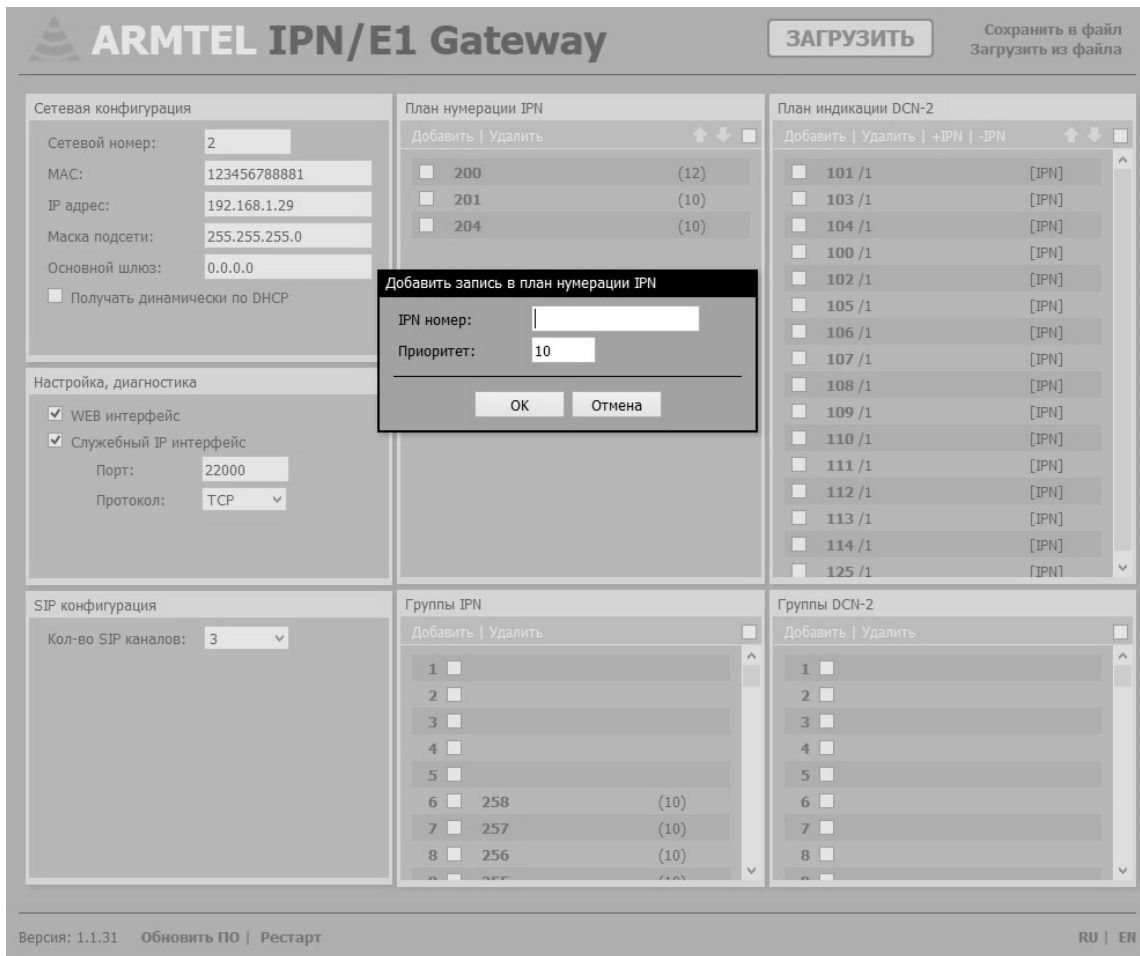 ARMTEL IPN/E1 Gateway
ЗАГРУЗИТЬ
Сохранить в файл
Загрузить из файла
Сетевая конфигурация
Сетевой номер: 2
MAC: 123456788881
IP адрес: 192.168.1.29
Маска подсети: 255.255.255.0
Основной шлюз: 0.0.0.0
Получать динамически по DHCP
Настройка, диагностика
WEB интерфейс
Служебный IP интерфейс
Порт: 22000
Протокол: TCP
SIP конфигурация
Кол-во SIP каналов: 3
План нумерации IPN
Добавить | Удалить
200 (12)
201 (10)
204 (10)
Добавить запись в план нумерации IPN
IPN номер:
Приоритет: 10
OK Отмена
Группы IPN
Добавить | Удалить
1
2
3
4
5
6 258 (10)
7 257 (10)
8 256 (10)
План индикации DCN-2
Добавить | Удалить | +IPN | -IPN
101 /1 [IPN]
103 /1 [IPN]
104 /1 [IPN]
100 /1 [IPN]
102 /1 [IPN]
105 /1 [IPN]
106 /1 [IPN]
107 /1 [IPN]
108 /1 [IPN]
109 /1 [IPN]
110 /1 [IPN]
111 /1 [IPN]
112 /1 [IPN]
113 /1 [IPN]
114 /1 [IPN]
125 /1 [IPN]
Группы DCN-2
Добавить | Удалить
1
2
3
4
5
6
7
8
Версия: 1.1.31 Обновить ПО | Рестарт
RU | EN